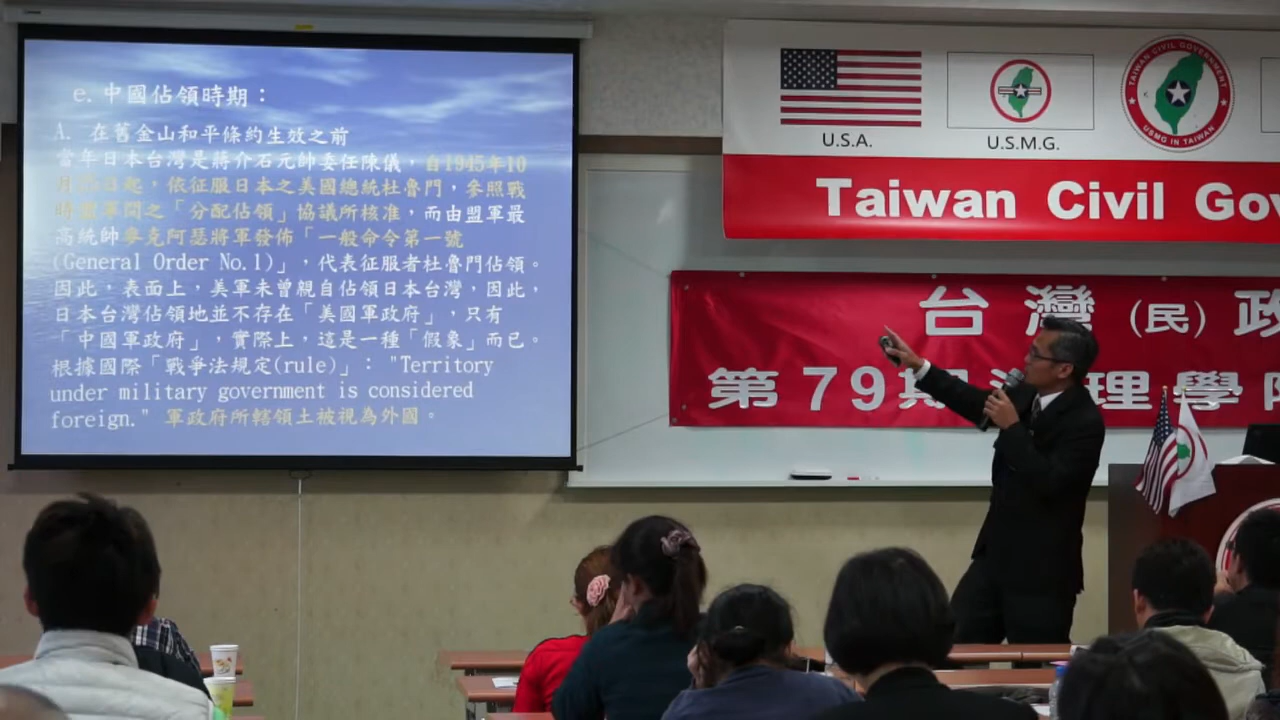 e. 中國佔領時期：
A. 在舊金山和平條約生效之前
當年日本台灣是蔣介石元帥委任陳儀，自1945年10
月25日起，依征服日本之美國總統杜魯門，參照戰
時盟軍間之「分配佔領」協議所核准，而由盟軍最
高統帥麥克阿瑟將軍發佈「一般命令第一號
(General Order No.1)」，代表征服者杜魯門佔領。
因此，表面上，美軍未曾親自佔領日本台灣，因此，
日本台灣佔領地並不存在「美國軍政府」，只有
「中國軍政府」，實際上，這是一種「假象」而已。
根據國際「戰爭法規定(rule)」： "Territory
under military government is considered
foreign." 軍政府所轄領土被視為外國。
U.S.A.
U.S.M.G.
TAIWAN CIVIL GOVERNMENT
USMG IN TAIWAN
Taiwan Civil Gov
台灣(民)政
第79期 理學院